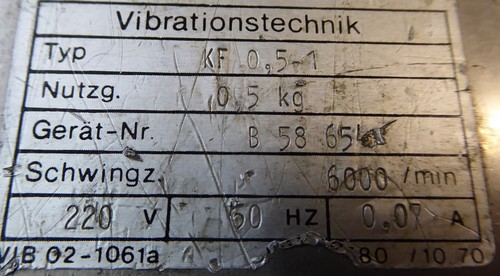 Vibrationstechnik
Typ KF 0,5-1
Nutzg. 0,5 kg
Gerät-Nr. B 58
Schwingz. 6000 /min
220 V 50 HZ 0,07 A
VIB 02-1061a 80 /10.70